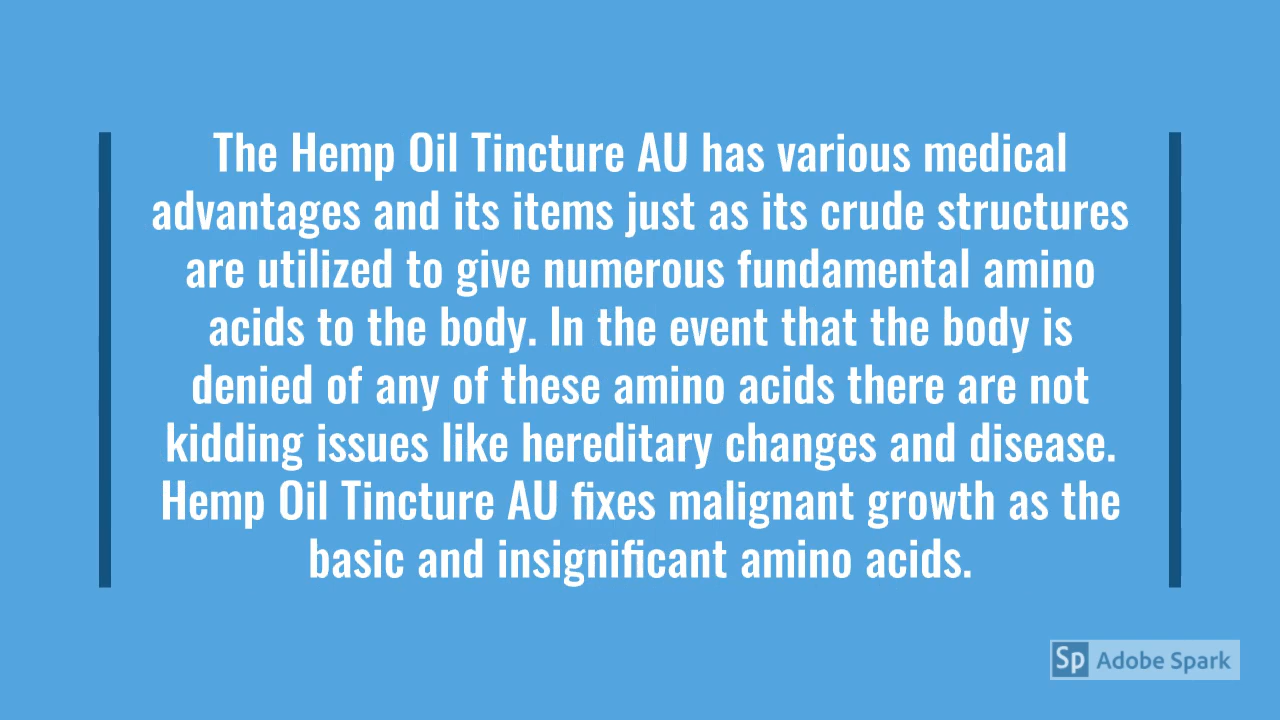 The Hemp Oil Tincture AU has various medical
advantages and its items just as its crude structures
are utilized to give numerous fundamental amino
acids to the body. In the event that the body is
denied of any of these amino acids there are not
kidding issues like hereditary changes and disease.
Hemp Oil Tincture AU fixes malignant growth as the
basic and insignificant amino acids.
Sp Adobe Spark